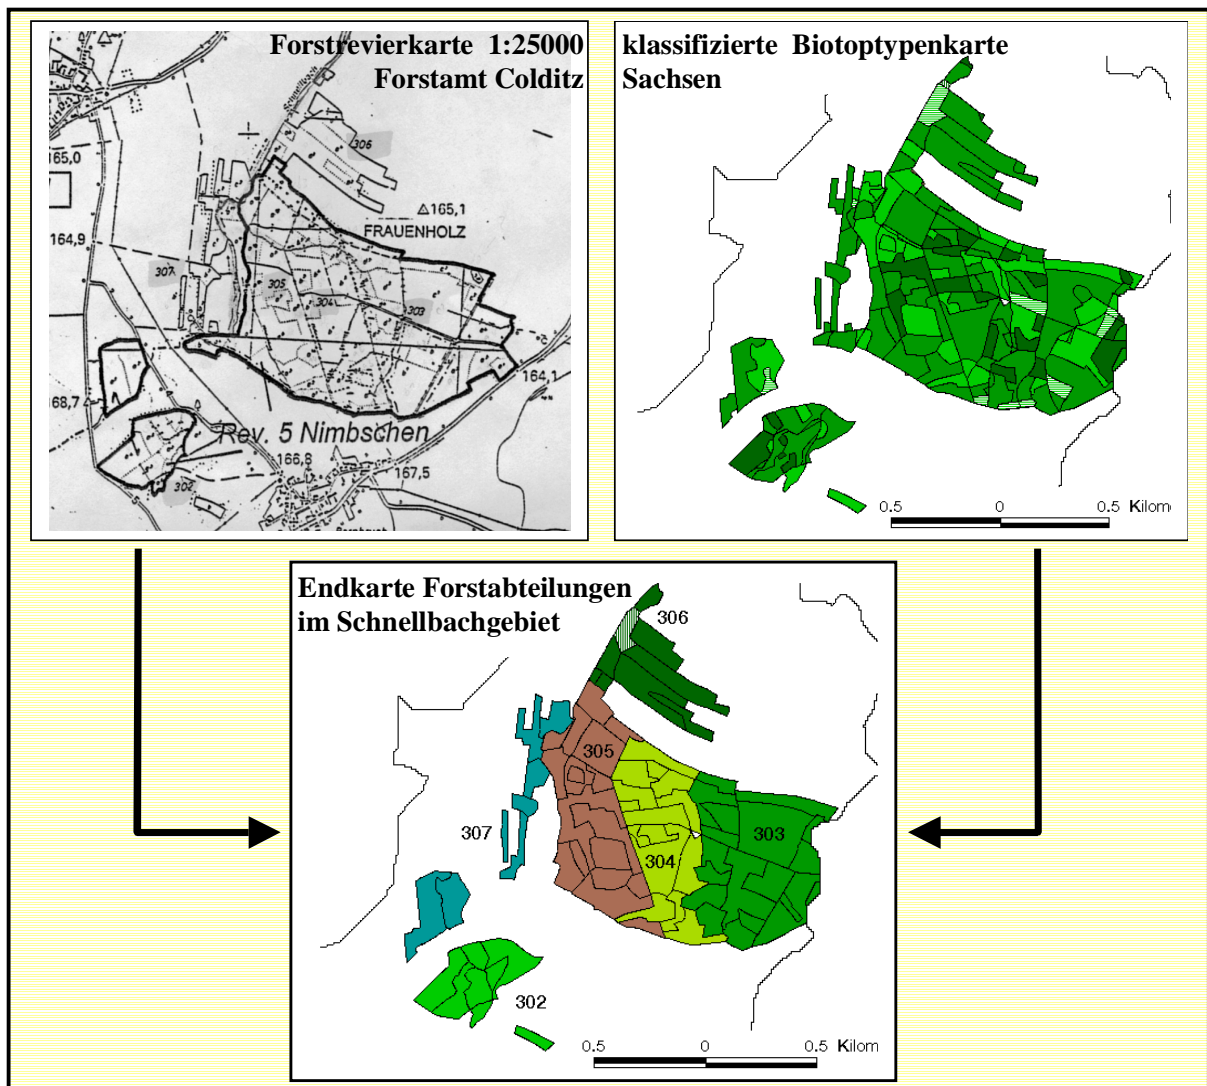 Forstrevierkarte 1:25000
Forstamt Colditz
Schnellbach
306
165,0
165,1
FRAUENHOLZ
164,9
307
305
304
303
164,1
168,7
Rev. 5 Nimbschen
166,8
167,5
302
klassifizierte Biotoptypenkarte
Sachsen
0.5 0 0.5 Kilom
Endkarte Forstabteilungen
im Schnellbachgebiet
306
305
307
304
303
302
0.5 0 0.5 Kilom